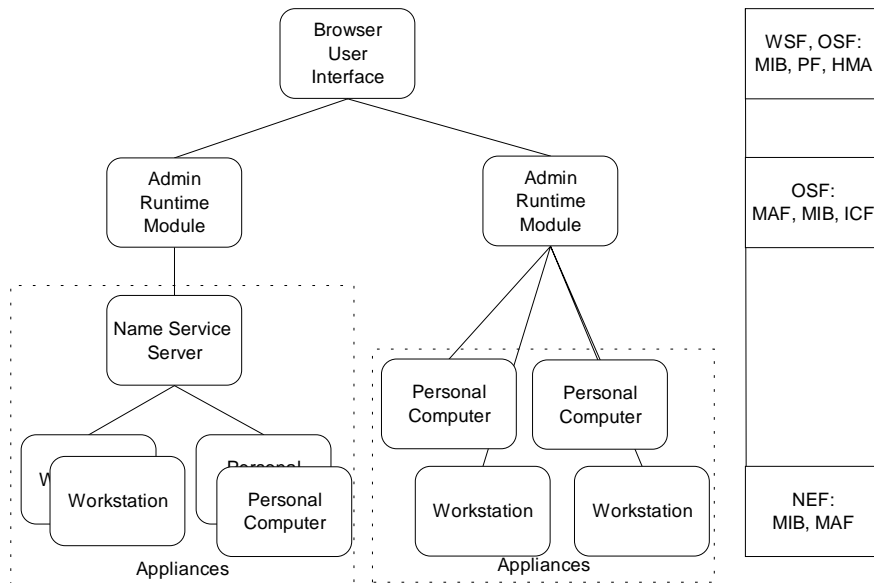 Browser
User
Interface
WSF, OSF:
MIB, PF, HMA
Admin
Runtime
Module
Admin
Runtime
Module
OSF:
MAF, MIB, ICF
Name Service
Server
Personal
Computer
Personal
Computer
W
Workstation
Personal
Personal
Computer
Workstation
Workstation
NEF:
MIB, MAF
Appliances
Appliances